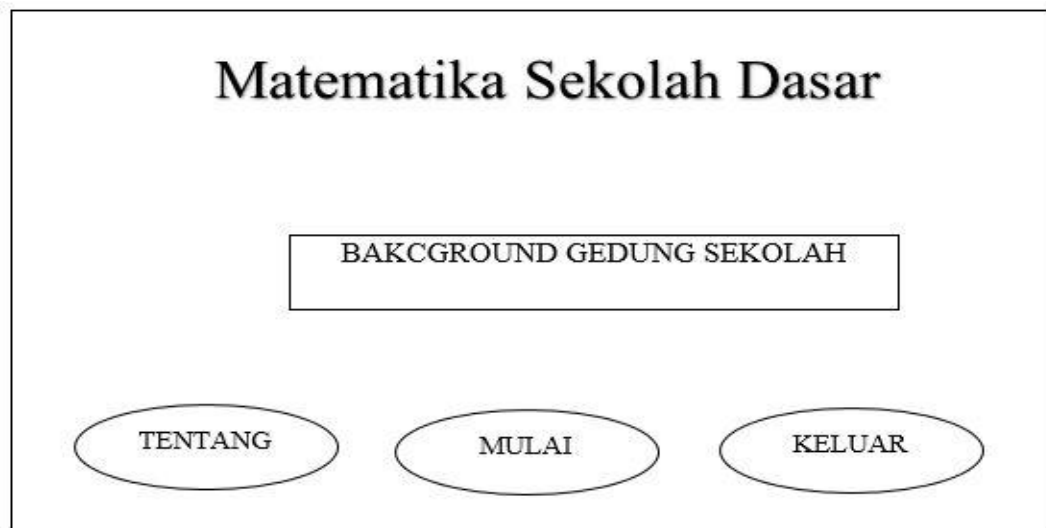 Matematika Sekolah Dasar
BAKCGROUND GEDUNG SEKOLAH
TENTANG
MULAI
KELUAR